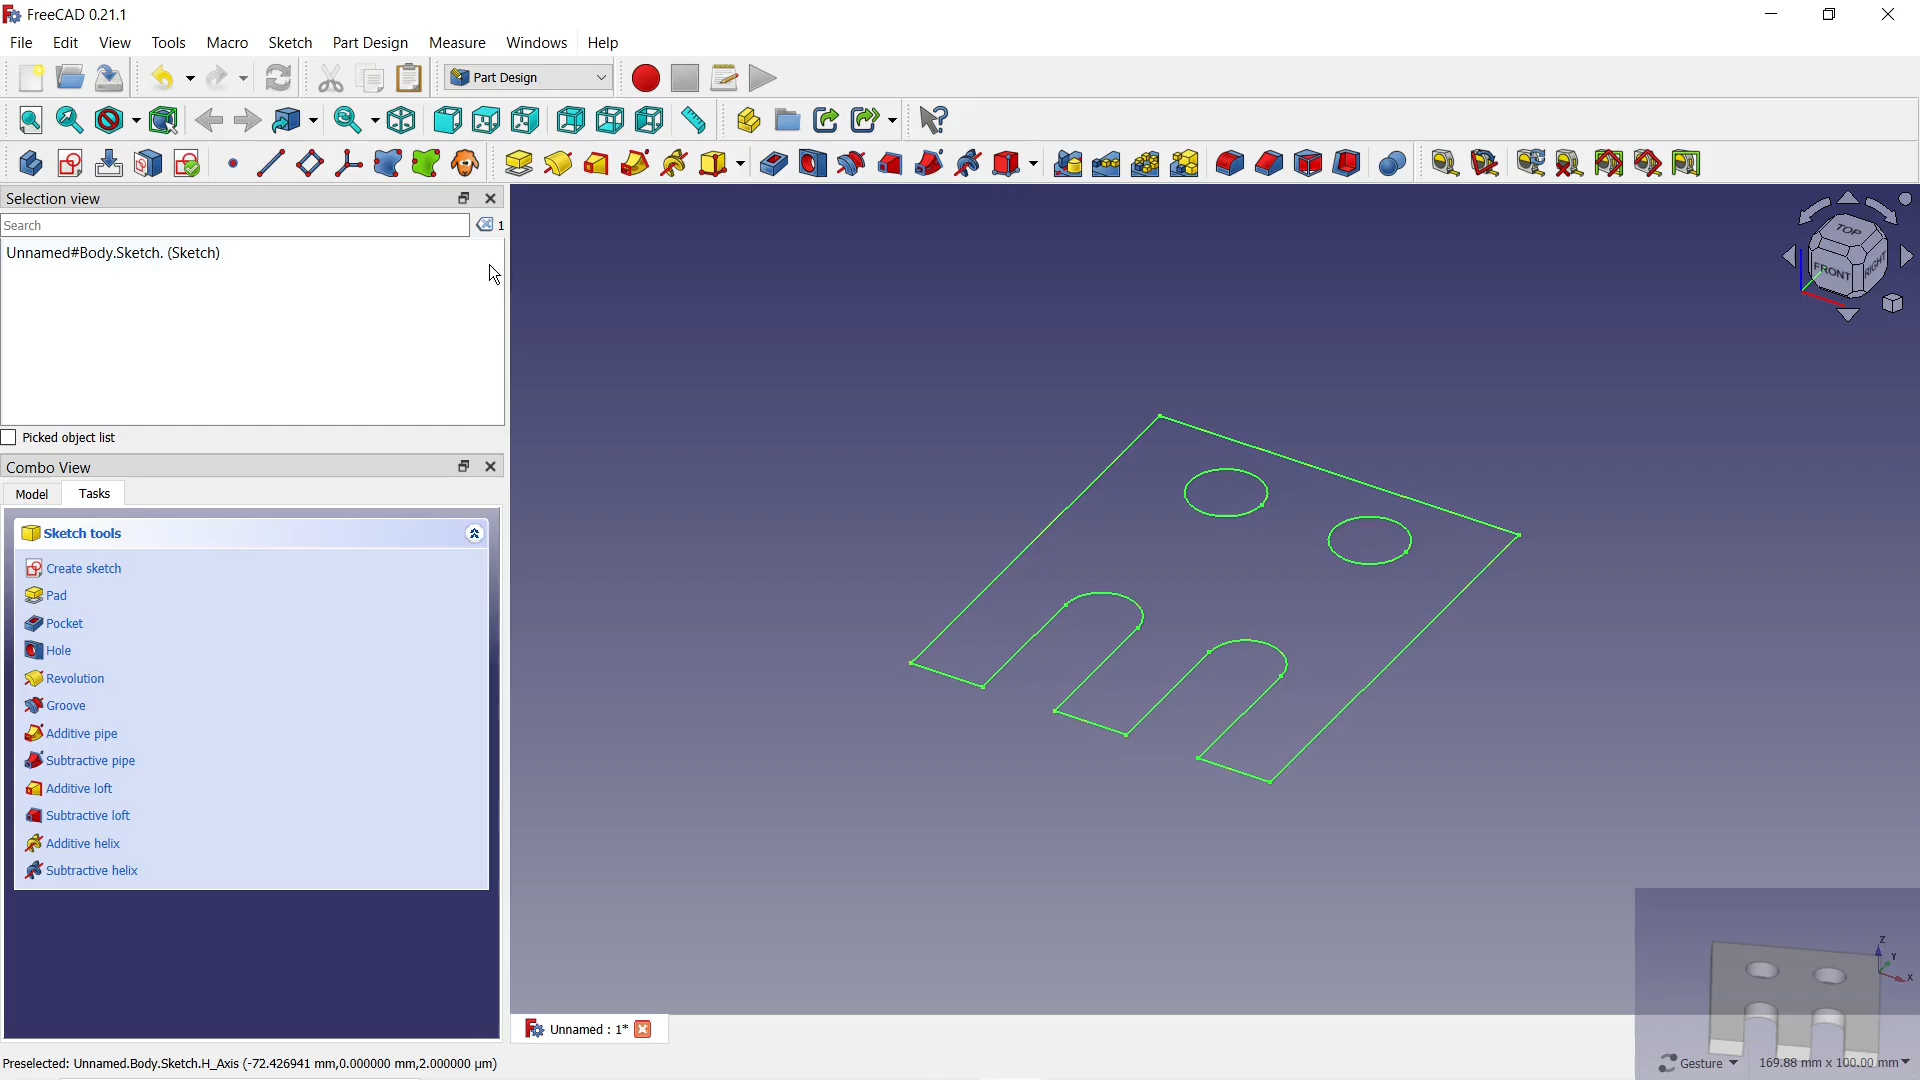 FreeCAD 0.21.1
File Edit View Tools Macro Sketch Part Design Measure Windows Help
Part Design
Selection view
Search
1
Unnamed#Body.Sketch. (Sketch)
Picked object list
Combo View
Model Tasks
Sketch tools
Create sketch
Pad
Pocket
Hole
Revolution
Groove
Additive pipe
Subtractive pipe
Additive loft
Subtractive loft
Additive helix
Subtractive helix
TOP
FRONT
RIGHT
Z
Y
X
Unnamed : 1*
Preselected: Unnamed.Body.Sketch.H_Axis (-72.426941 mm,0.000000 mm,2.000000 µm)
Gesture
169.88 mm x 100.00 mm